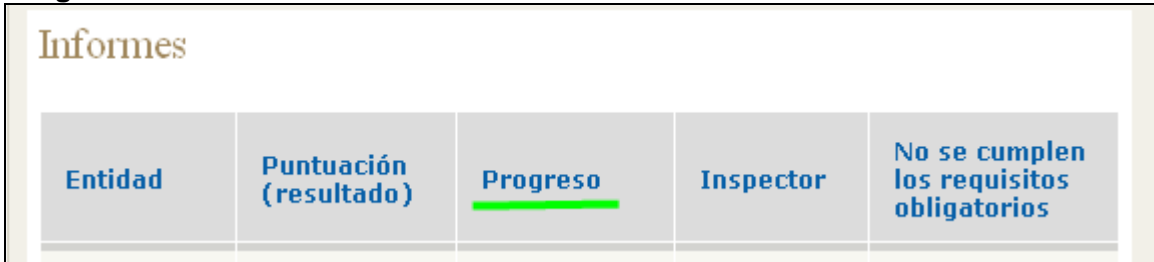 Informes
Entidad
Puntuación
(resultado)
Progreso
Inspector
No se cumplen
los requisitos
obligatorios